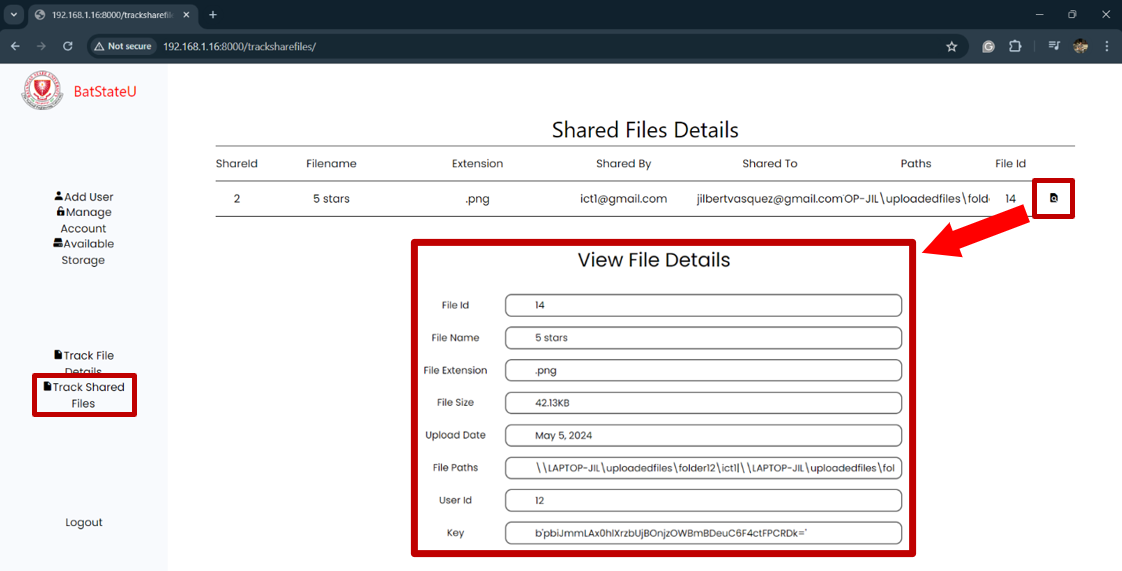 192.168.1.16:8000/tracksharefil
Not secure
192.168.1.16:8000/tracksharefiles/
BatStateU
Add User
Manage
Account
Available
Storage
Track File
Details
Track Shared
Files
Logout
Shared Files Details
ShareId Filename Extension Shared By Shared To Paths File Id
2 5 stars .png ict1@gmail.com jilbertvasquez@gmail.com OP-JIL\uploadedfiles\folde 14
View File Details
File Id 14
File Name 5 stars
File Extension .png
File Size 42.13KB
Upload Date May 5, 2024
File Paths \\LAPTOP-JIL\uploadedfiles\folder12\ict1|\\LAPTOP-JIL\uploadedfiles\fol
User Id 12
Key b'pbiJmmLAx0hlXrzbUjBOnjzOWBmBDeuC6F4ctFPCRDk='